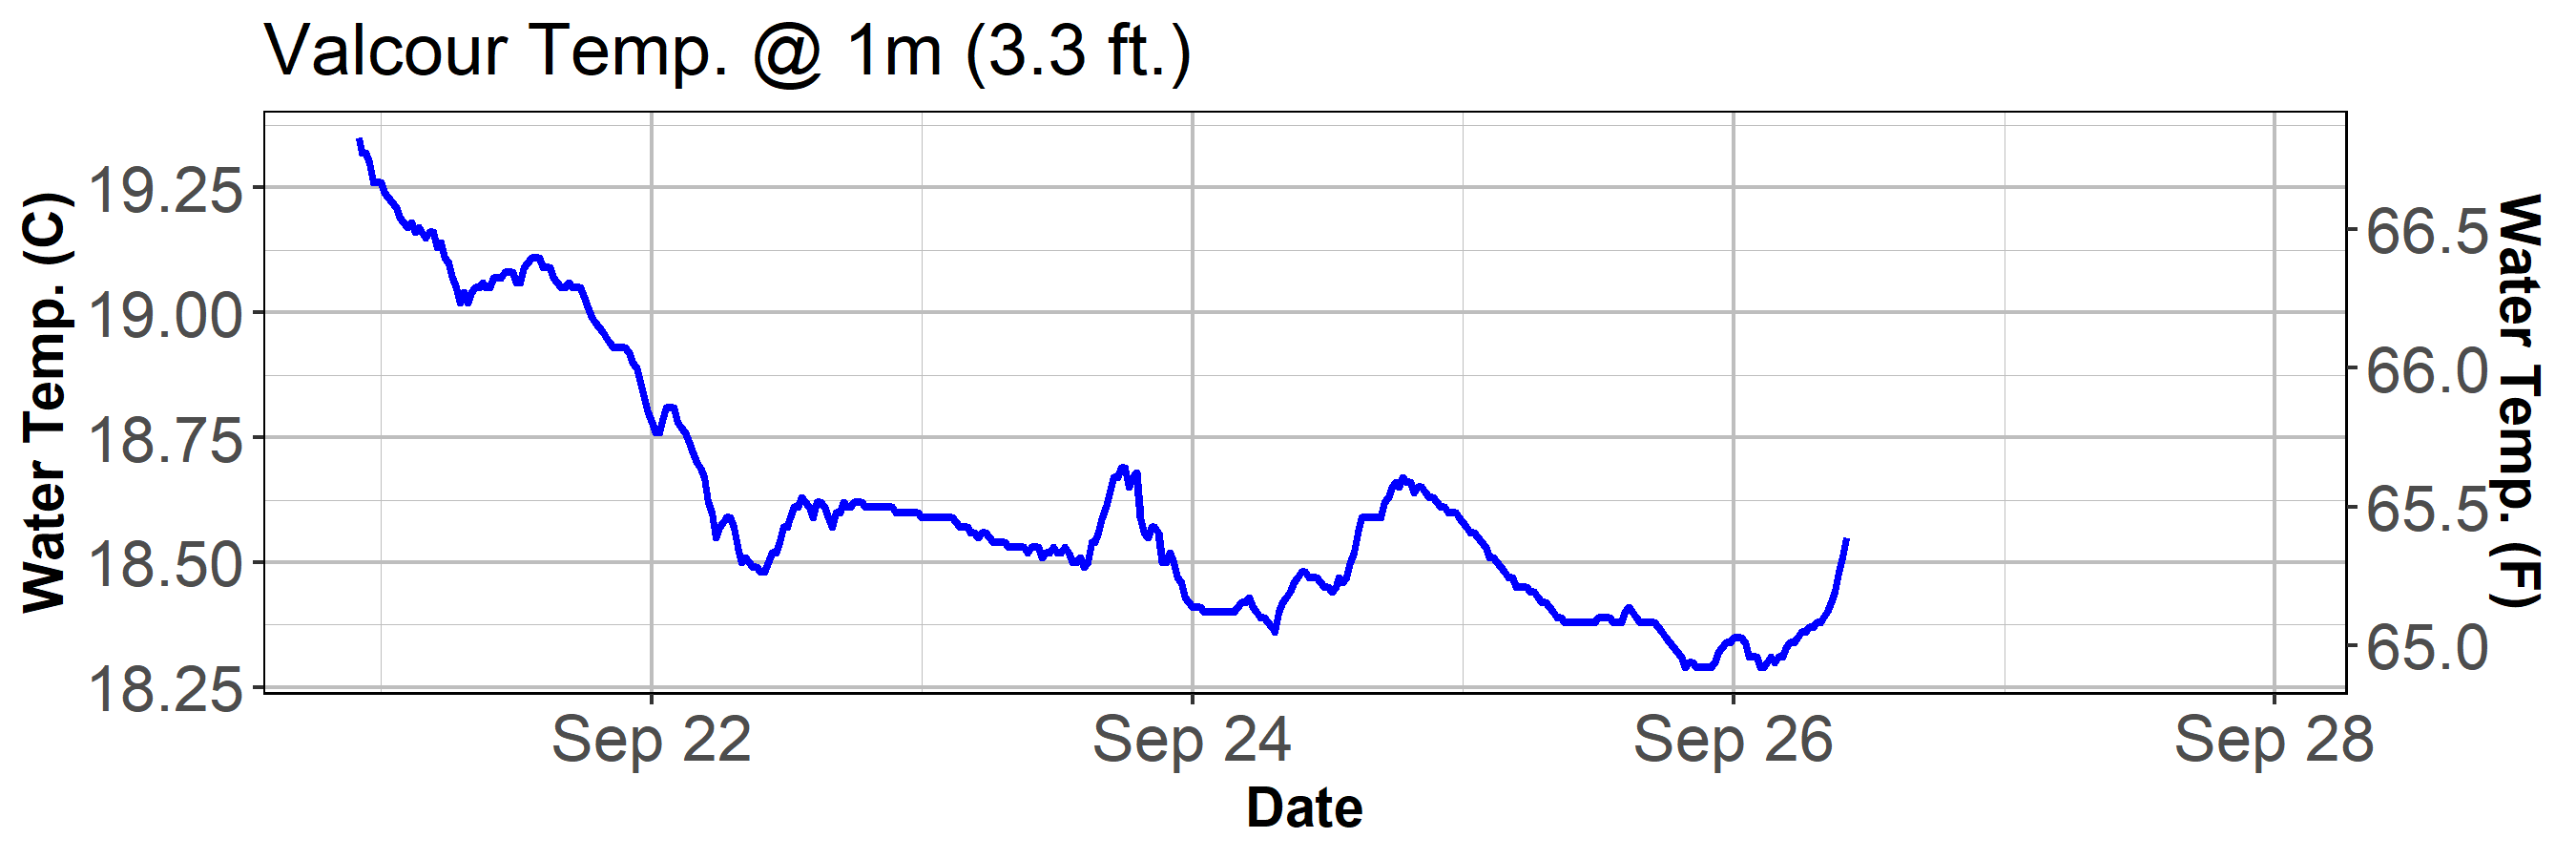 Valcour Temp. @ 1m (3.3 ft.)
Water Temp. (C)
19.25
19.00
18.75
18.50
18.25
66.5
66.0
65.5
65.0
Water Temp. (F)
Sep 22 Sep 24 Sep 26 Sep 28
Date